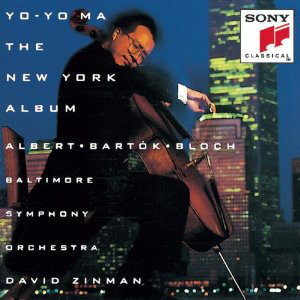 YO-YO MA
THE
NEW YORK
ALBUM
ALBERT • BARTÓK • BLOCH
BALTIMORE
SYMPHONY
ORCHESTRA
DAVID ZINMAN
SONY
CLASSICAL